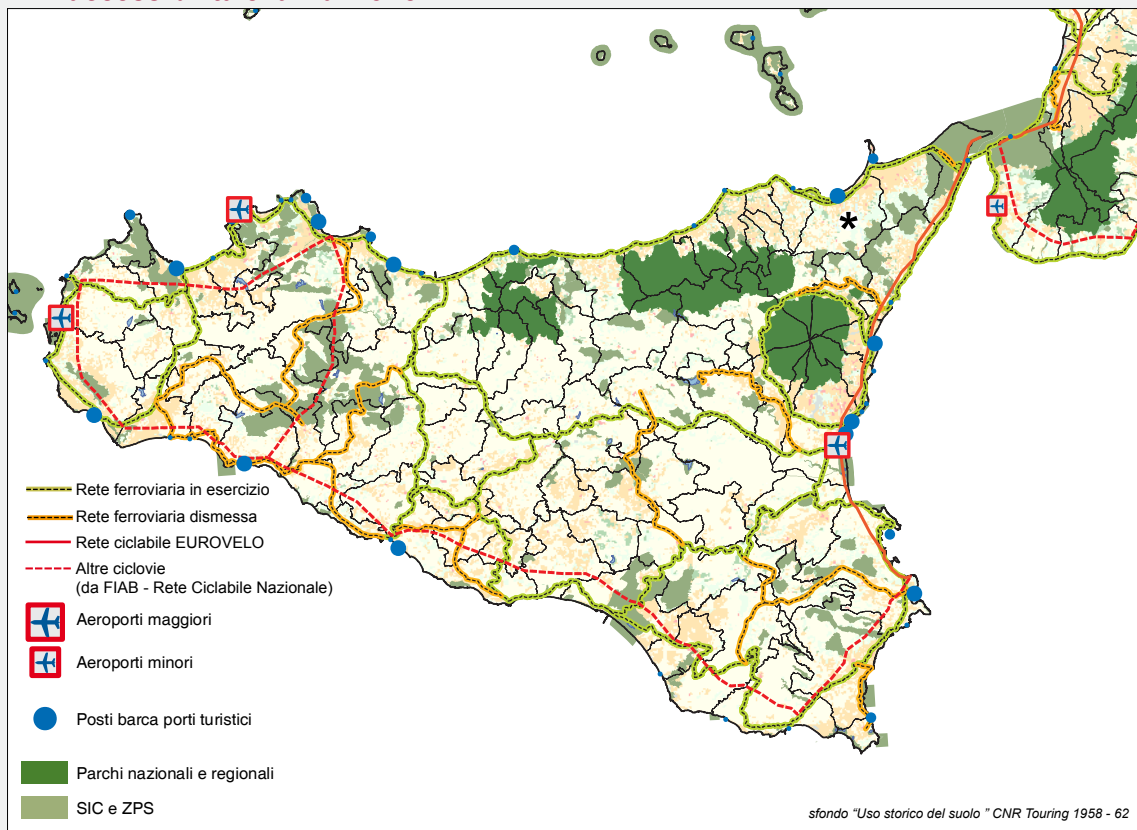 Rete ferroviaria in esercizio
Rete ferroviaria dismessa
Rete ciclabile EUROVELO
Altre ciclovie
(da FIAB - Rete Ciclabile Nazionale)
Aeroporti maggiori
Aeroporti minori
Posti barca porti turistici
Parchi nazionali e regionali
SIC e ZPS
*
sfondo "Uso storico del suolo " CNR Touring 1958 - 62